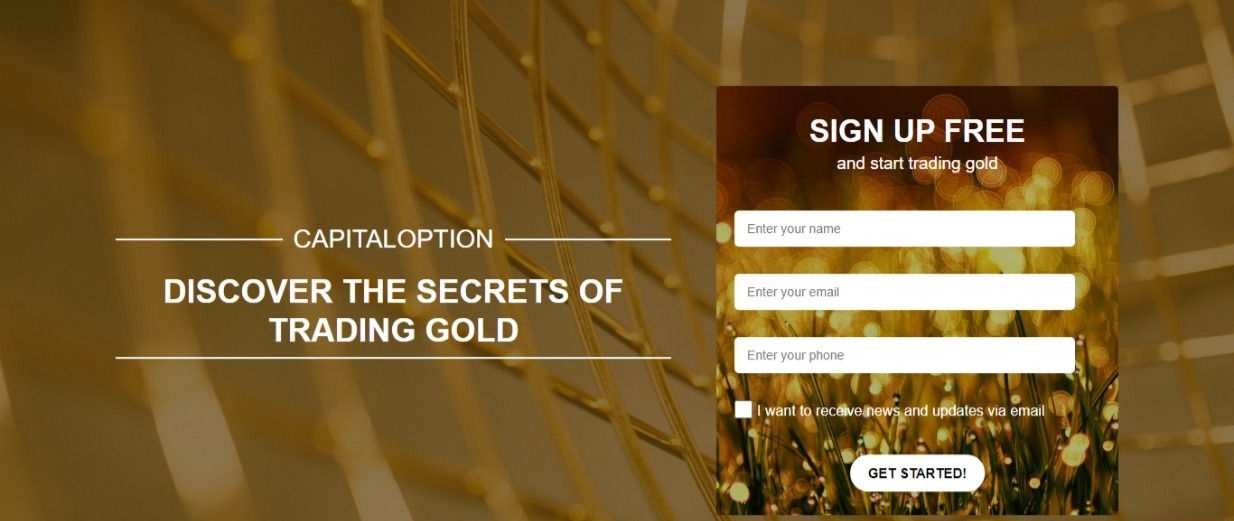 CAPITALOPTION
DISCOVER THE SECRETS OF
TRADING GOLD
SIGN UP FREE
and start trading gold
Enter your name
Enter your email
Enter your phone
I want to receive news and updates via email
GET STARTED!